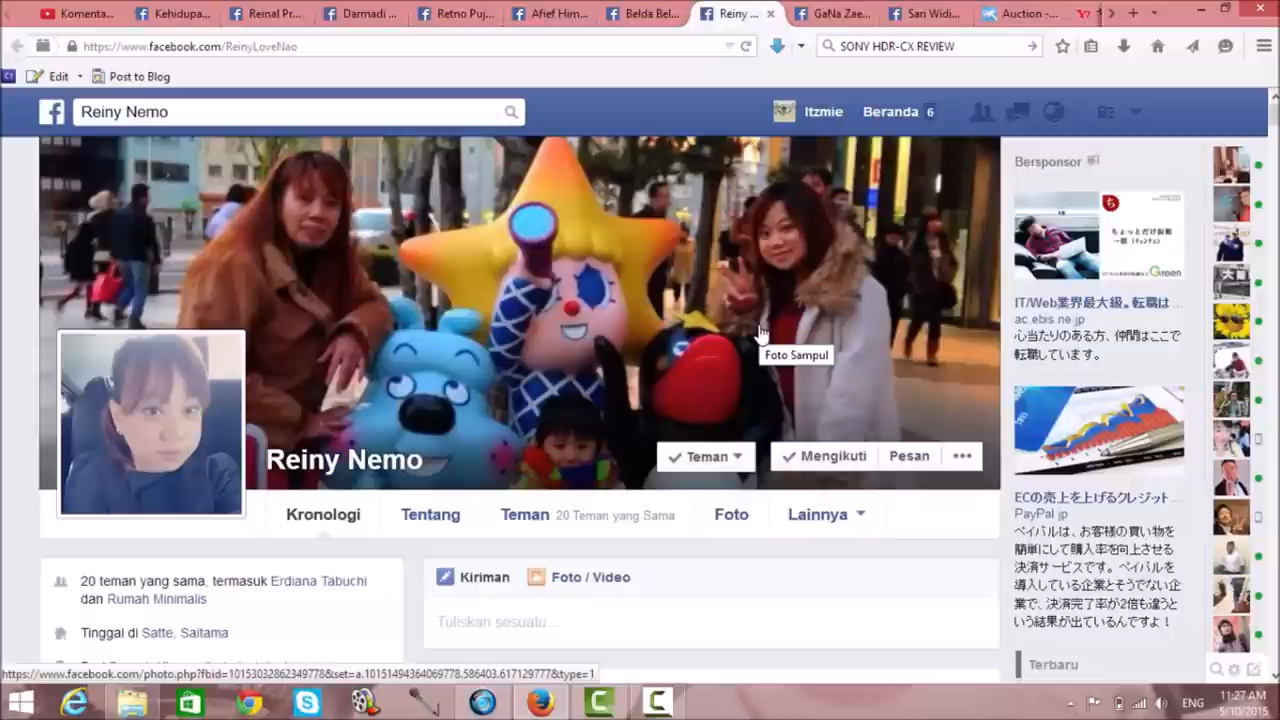 Komenta...
Kehidupa...
Reinal Pr...
Darmadi ...
Retno Puj...
Afief Him...
Belda Bel...
Reiny ...
GaNa Zae...
Sari Widi...
Auction -...
https://www.facebook.com/ReinyLoveNao
SONY HDR-CX REVIEW
Edit
Post to Blog
Reiny Nemo
Itzmie
Beranda 6
Bersponsor
ちょっとだけ転職
Green
IT/Web業界最大級。転職は...
ac.ebis.ne.jp
心当たりのある方、仲間はここで
転職しています。
Foto Sampul
Reiny Nemo
Teman
Mengikuti
Pesan
Kronologi
Tentang
Teman 20 Teman yang Sama
Foto
Lainnya
ECの売上を上げるクレジット...
PayPal jp
ペイパルは、お客様の買い物を
簡単にして購入率を向上させる
決済サービスです。ペイパルを
導入している企業とそうでない企
業で、決済完了率が2倍も違うと
いう結果が出ているんですよ！
20 teman yang sama, termasuk Erdiana Tabuchi
dan Rumah Minimalis
Tinggal di Satte, Saitama
Kiriman
Foto / Video
Tuliskan sesuatu...
Terbaru
https://www.facebook.com/photo.php?fbid=10153032862349778&set=a.10151494364069778.586403.617129777&type=1
ENG
11:27 AM
5/10/2015